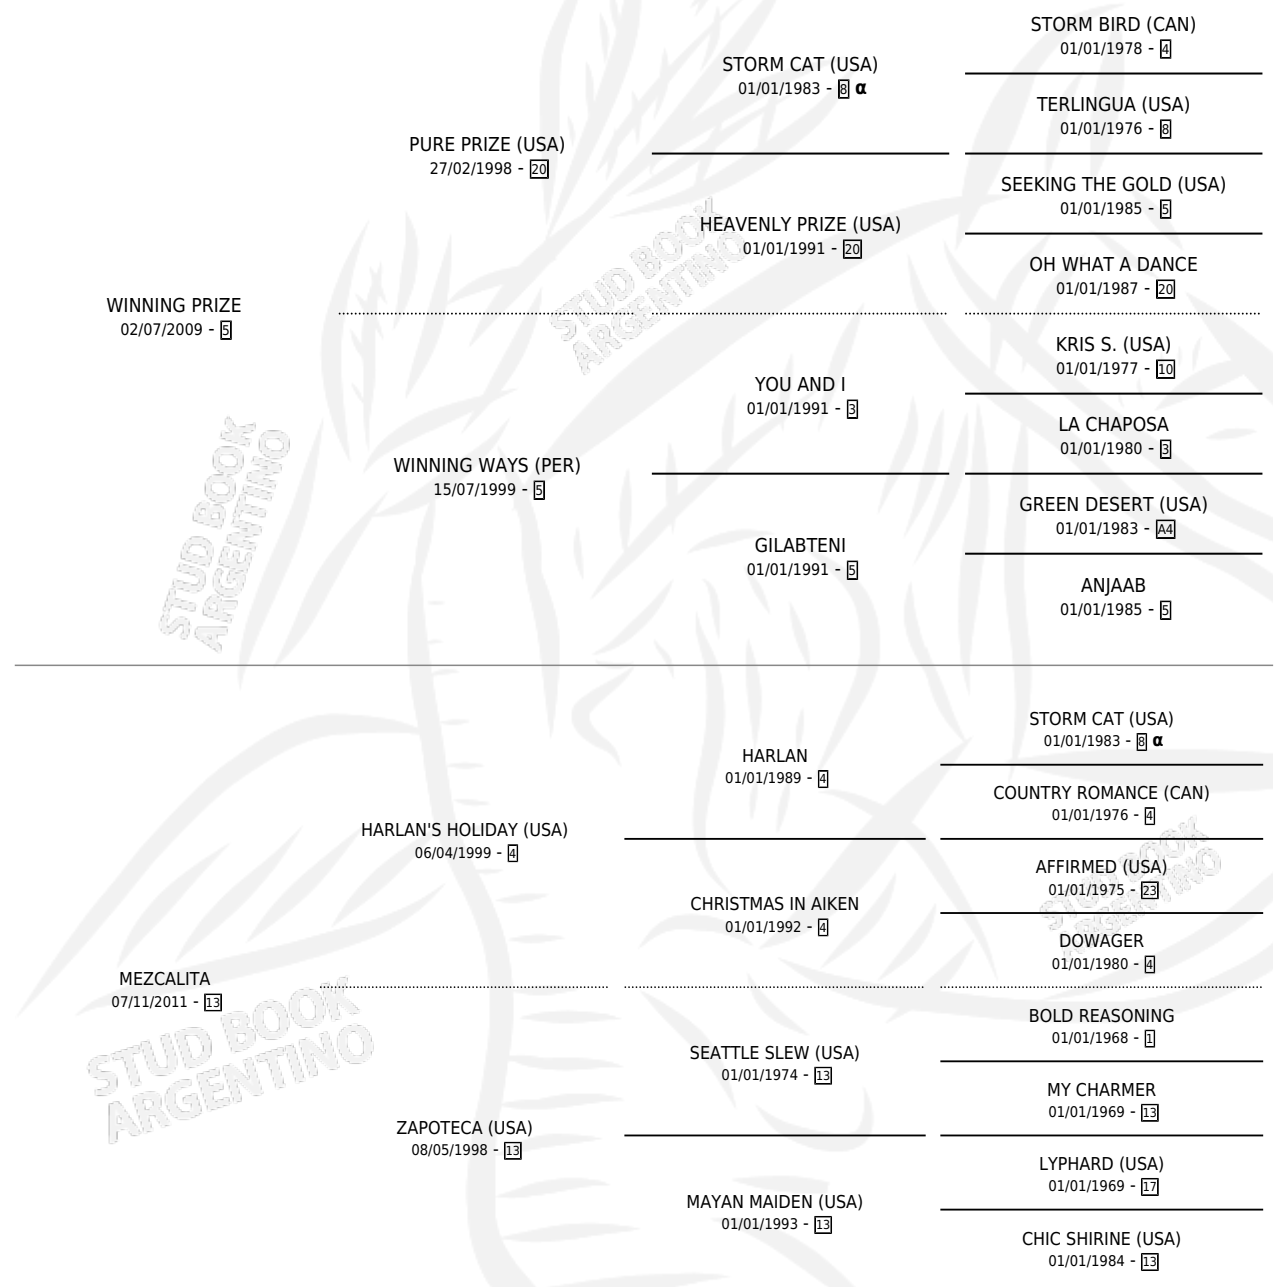 STORM BIRD (CAN)
01/01/1978 - 4
STORM CAT (USA)
01/01/1983 - 8 α
TERLINGUA (USA)
01/01/1976 - 8
PURE PRIZE (USA)
27/02/1998 - 20
SEEKING THE GOLD (USA)
01/01/1985 - 5
HEAVENLY PRIZE (USA)
01/01/1991 - 20
OH WHAT A DANCE
01/01/1987 - 20
WINNING PRIZE
02/07/2009 - 5
KRIS S. (USA)
01/01/1977 - 10
YOU AND I
01/01/1991 - 3
LA CHAPOSA
01/01/1980 - 3
WINNING WAYS (PER)
15/07/1999 - 5
GREEN DESERT (USA)
01/01/1983 - A4
GILABTENI
01/01/1991 - 5
ANJAAB
01/01/1985 - 5
STUD BOOK
ARGENTINO
STUD BOOK
ARGENTINO
STORM CAT (USA)
01/01/1983 - 8 α
HARLAN
01/01/1989 - 4
COUNTRY ROMANCE (CAN)
01/01/1976 - 4
HARLAN'S HOLIDAY (USA)
06/04/1999 - 4
AFFIRMED (USA)
01/01/1975 - 23
CHRISTMAS IN AIKEN
01/01/1992 - 4
DOWAGER
01/01/1980 - 4
MEZCALITA
07/11/2011 - 13
BOLD REASONING
01/01/1968 - 1
SEATTLE SLEW (USA)
01/01/1974 - 13
MY CHARMER
01/01/1969 - 13
ZAPOTECA (USA)
08/05/1998 - 13
LYPHARD (USA)
01/01/1969 - 17
MAYAN MAIDEN (USA)
01/01/1993 - 13
CHIC SHIRINE (USA)
01/01/1984 - 13
STUD BOOK
ARGENTINO
STUD BOOK
ARGENTINO